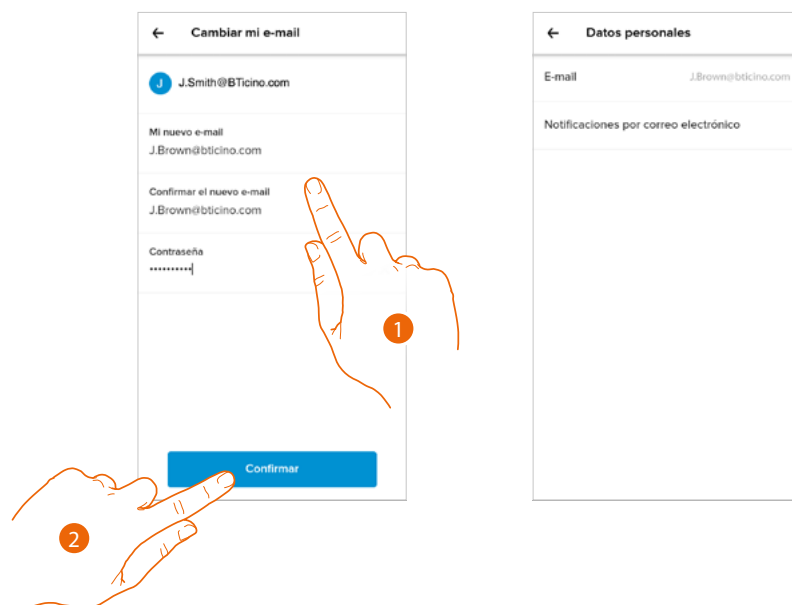 Cambiar mi e-mail
J
J.Smith@BTicino.com
Mi nuevo e-mail
J.Brown@bticino.com
Confirmar el nuevo e-mail
J.Brown@bticino.com
Contraseña
••••••••••
1
Confirmar
2
Datos personales
E-mail J.Brown@bticino.com
Notificaciones por correo electrónico